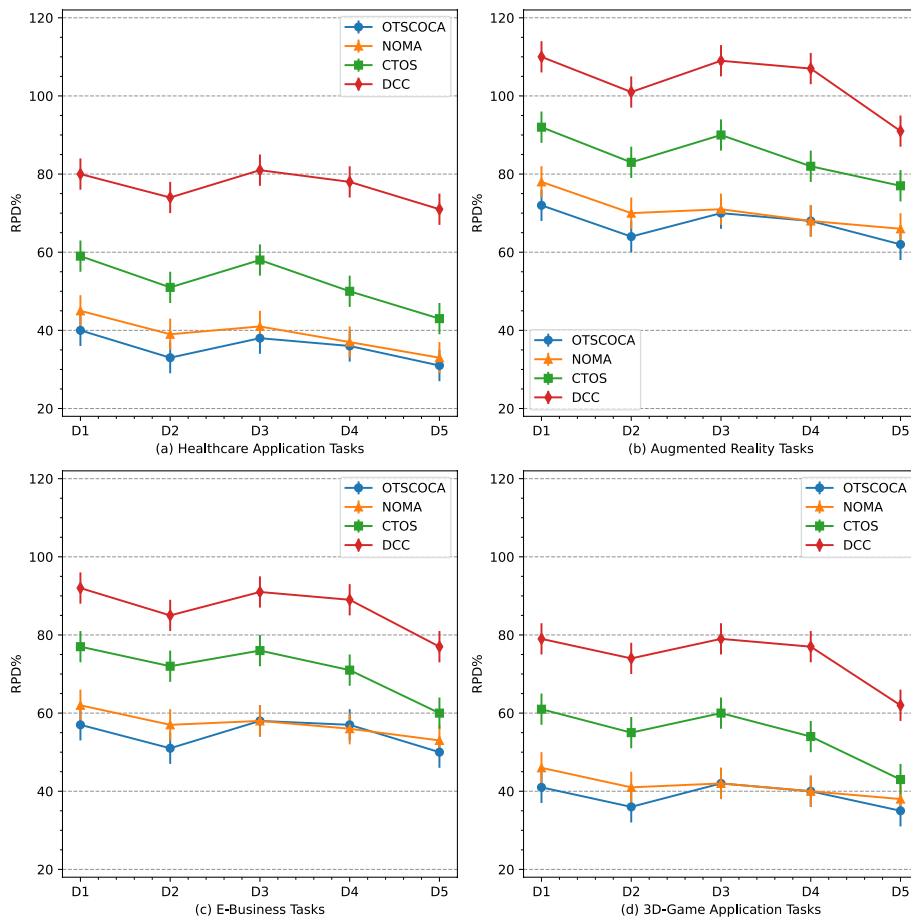 120
100
80
60
40
20
RPD%
OTSCOCA
NOMA
CTOS
DCC
D1 D2 D3 D4 D5
(a) Healthcare Application Tasks
120
100
80
60
40
20
RPD%
OTSCOCA
NOMA
CTOS
DCC
D1 D2 D3 D4 D5
(b) Augmented Reality Tasks
120
100
80
60
40
20
RPD%
OTSCOCA
NOMA
CTOS
DCC
D1 D2 D3 D4 D5
(c) E-Business Tasks
120
100
80
60
40
20
RPD%
OTSCOCA
NOMA
CTOS
DCC
D1 D2 D3 D4 D5
(d) 3D-Game Application Tasks